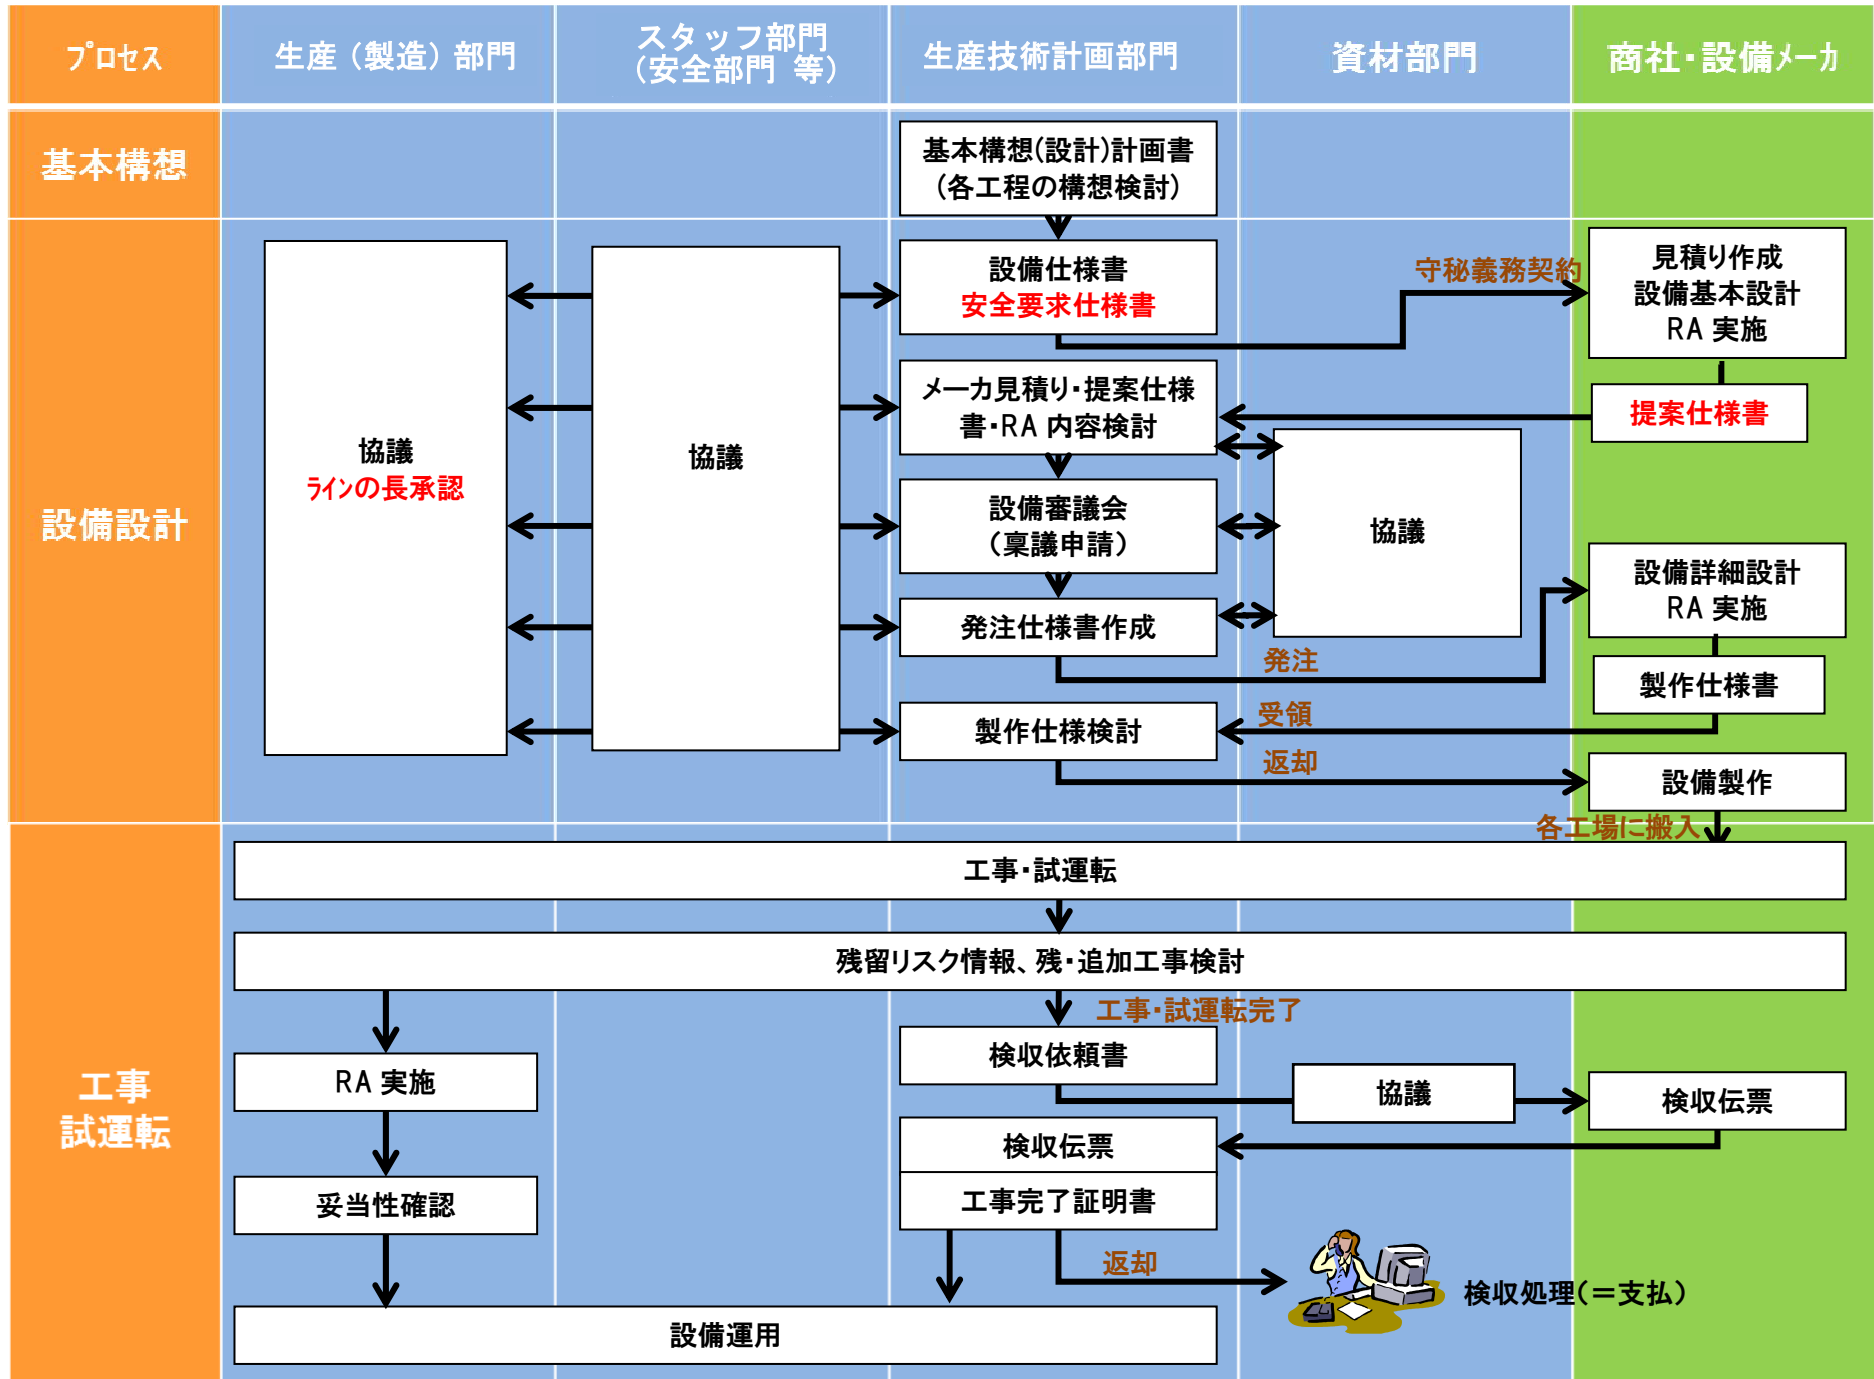 プロセス
生産（製造）部門
スタッフ部門
（安全部門 等）
生産技術計画部門
資材部門
商社・設備メーカ
基本構想
基本構想(設計)計画書
(各工程の構想検討)
設備設計
協議
ラインの長承認
協議
設備仕様書
安全要求仕様書
守秘義務契約
見積り作成
設備基本設計
RA 実施
提案仕様書
メーカ見積り・提案仕様
書・RA 内容検討
設備審議会
（稟議申請）
協議
発注仕様書作成
発注
設備詳細設計
RA 実施
製作仕様書
受領
製作仕様検討
返却
設備製作
各工場に搬入
工事
試運転
工事・試運転
残留リスク情報、残・追加工事検討
工事・試運転完了
RA 実施
妥当性確認
検収依頼書
協議
検収伝票
検収伝票
工事完了証明書
返却
検収処理(＝支払)
設備運用